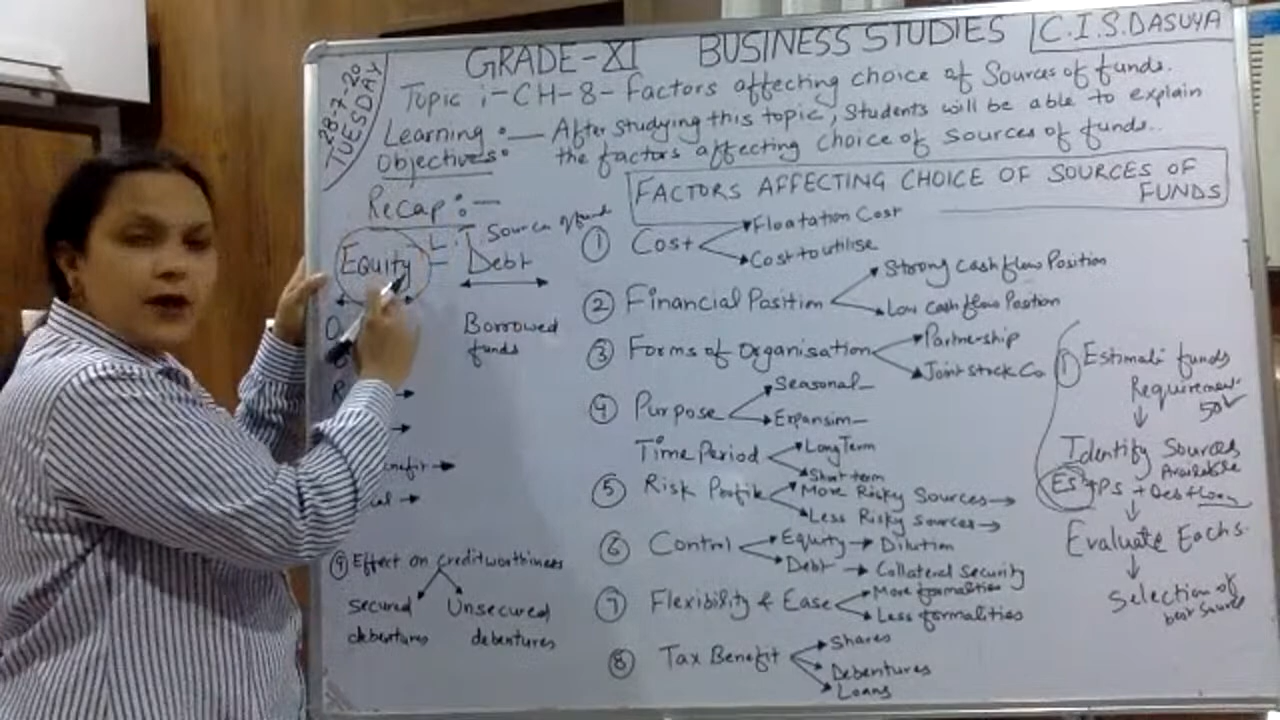 GRADE-XI BUSINESS STUDIES C.I.S.DASUYA
28-7-20
TUESDAY
Topic :- CH-8- Factors affecting choice of Sources of funds.
Learning :— After studying this topic, Students will be able to explain
Objectives:- the factors affecting choice of sources of funds.
Recap :-
Equity
L.T Sources of fund
Debt
Borrowed
funds
FACTORS AFFECTING CHOICE OF SOURCES OF
FUNDS
① Cost
Floatation Cost
Cost to utilise
② Financial Position
Strong Cash flow Position
Low Cash flow Position
③ Forms of Organisation
Partnership
Joint Stock Co
④ Purpose
Seasonal
Expansim
Time Period
Long Term
Short term
⑤ Risk Profile
More Risky Sources →
Less Risky Sources →
⑥ Control
Equity → Dilution
Debt → Collateral Security
⑦ Flexibility & Ease
More formalities
Less formalities
⑧ Tax Benefit
Shares
Debentures
Loans
⑨ Effect on creditworthiness
Secured
debentures
Unsecured
debentures
① Estimate funds
Requirement
50
Identify Sources
Available
ES + PS + Des + loan
Evaluate Each S.
Selection of
best source